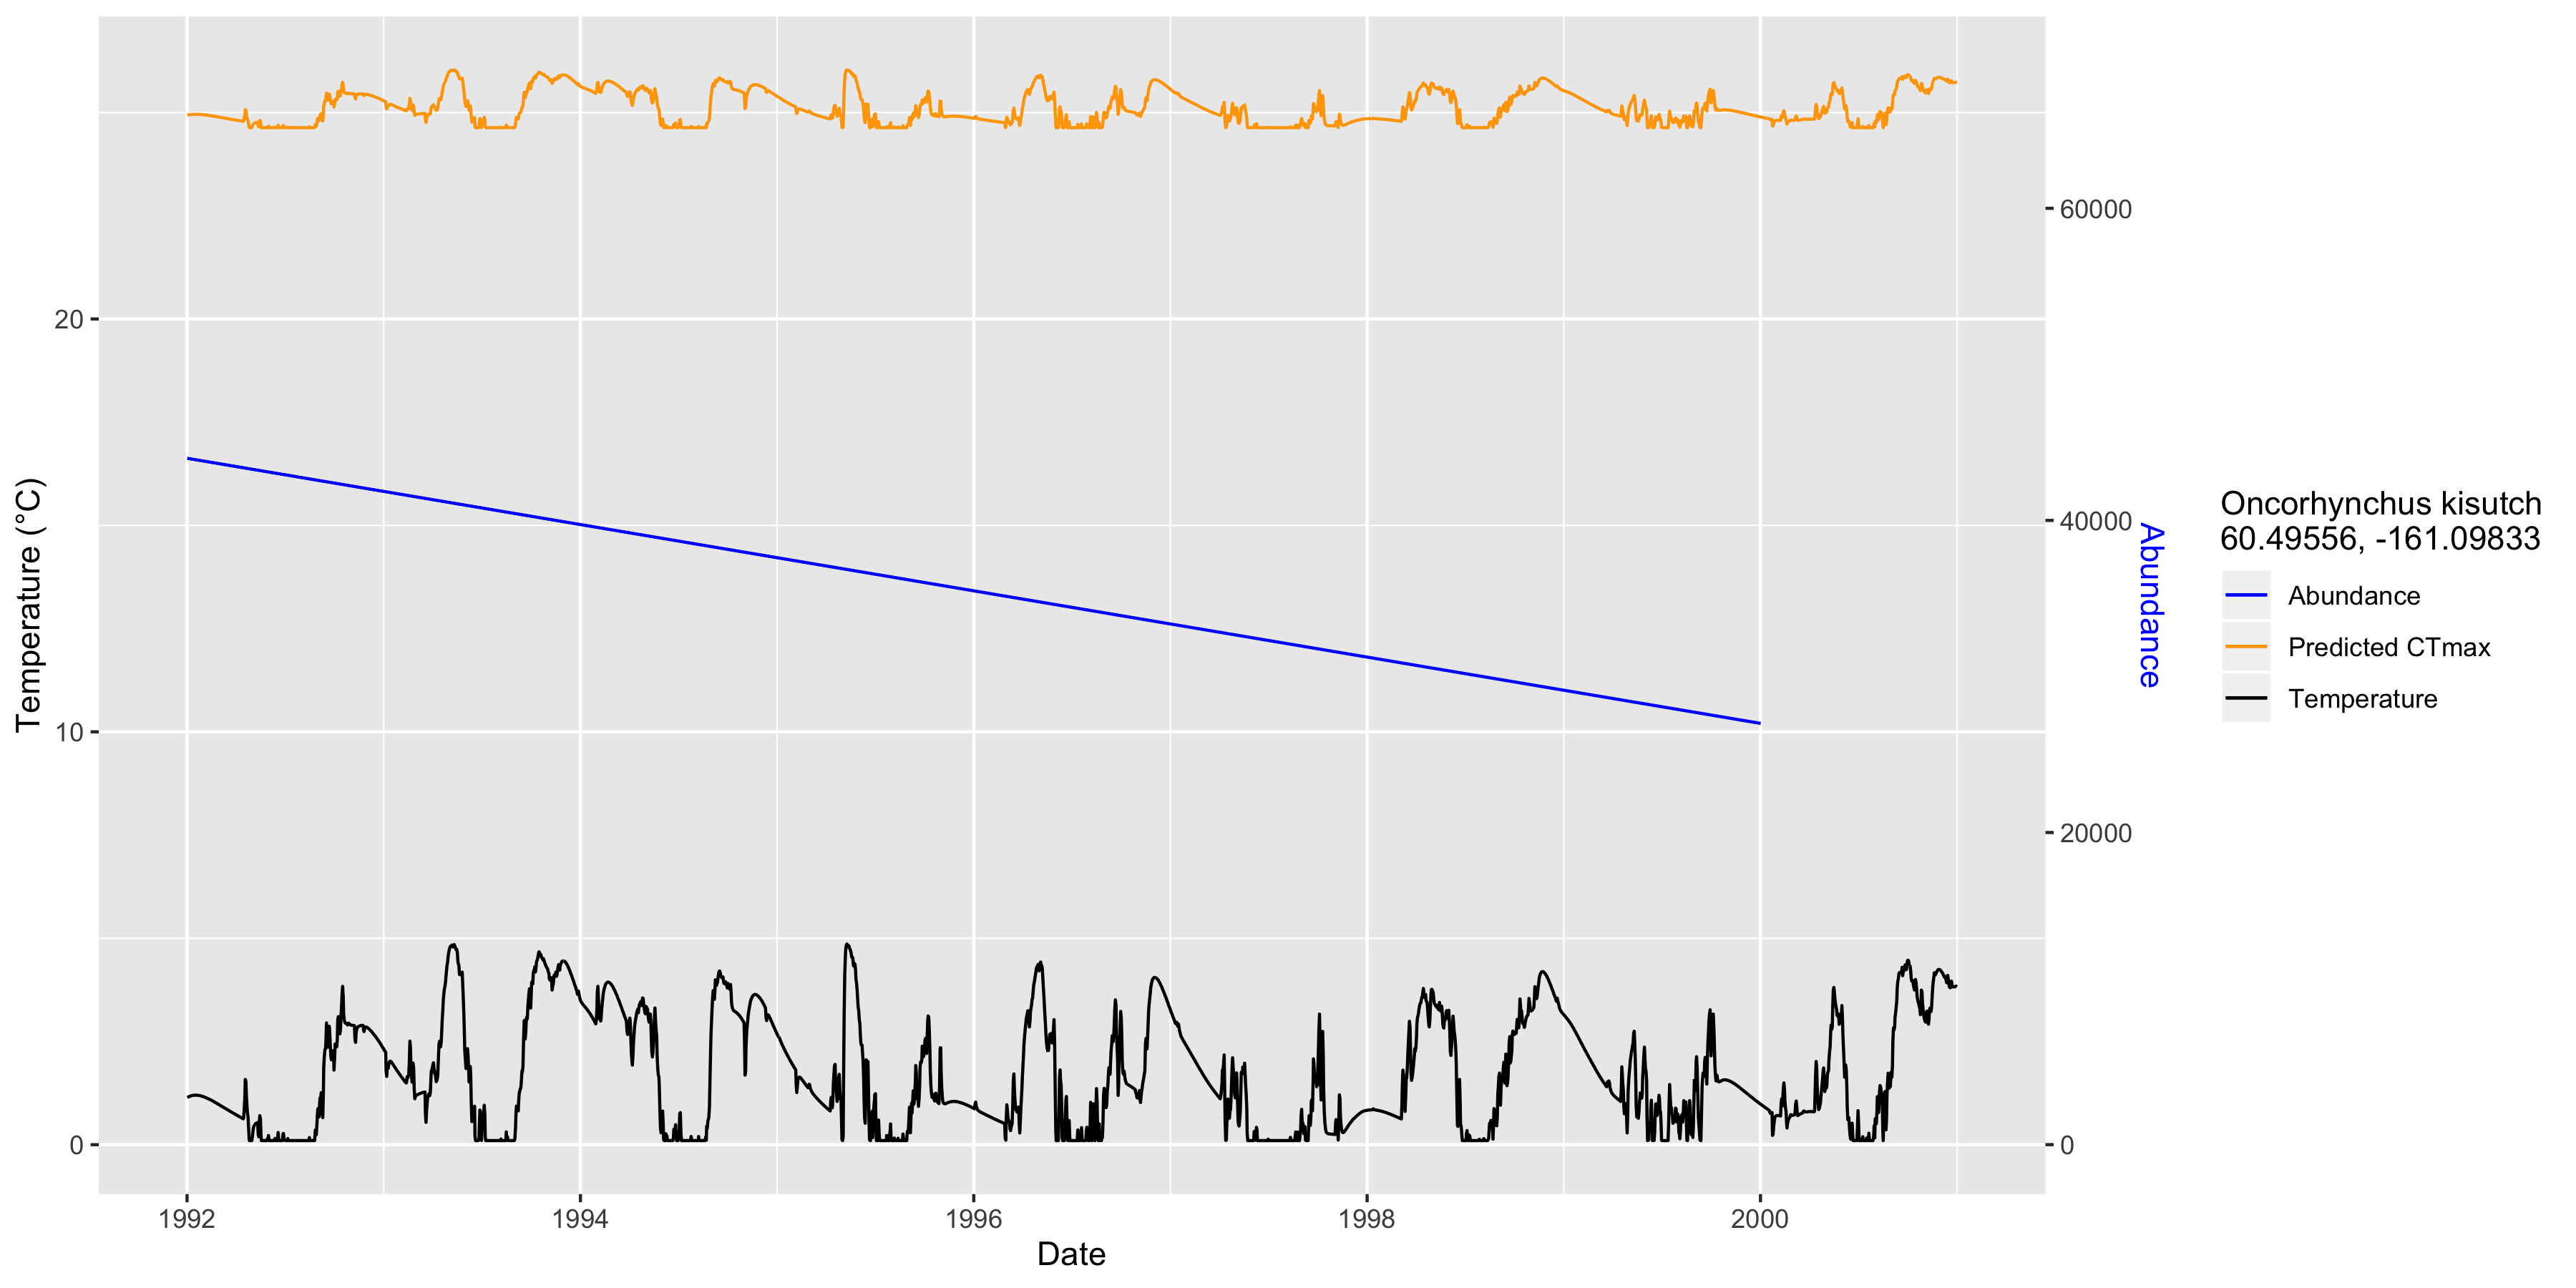 Temperature (°C)
20
10
0
1992
1994
1996
1998
2000
Date
60000
40000
20000
0
Abundance
Oncorhynchus kisutch
60.49556, -161.09833
Abundance
Predicted CTmax
Temperature